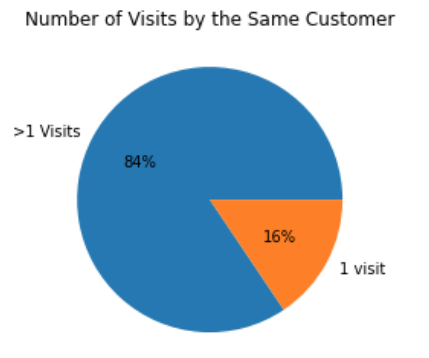 Number of Visits by the Same Customer
>1 Visits
84%
16%
1 visit